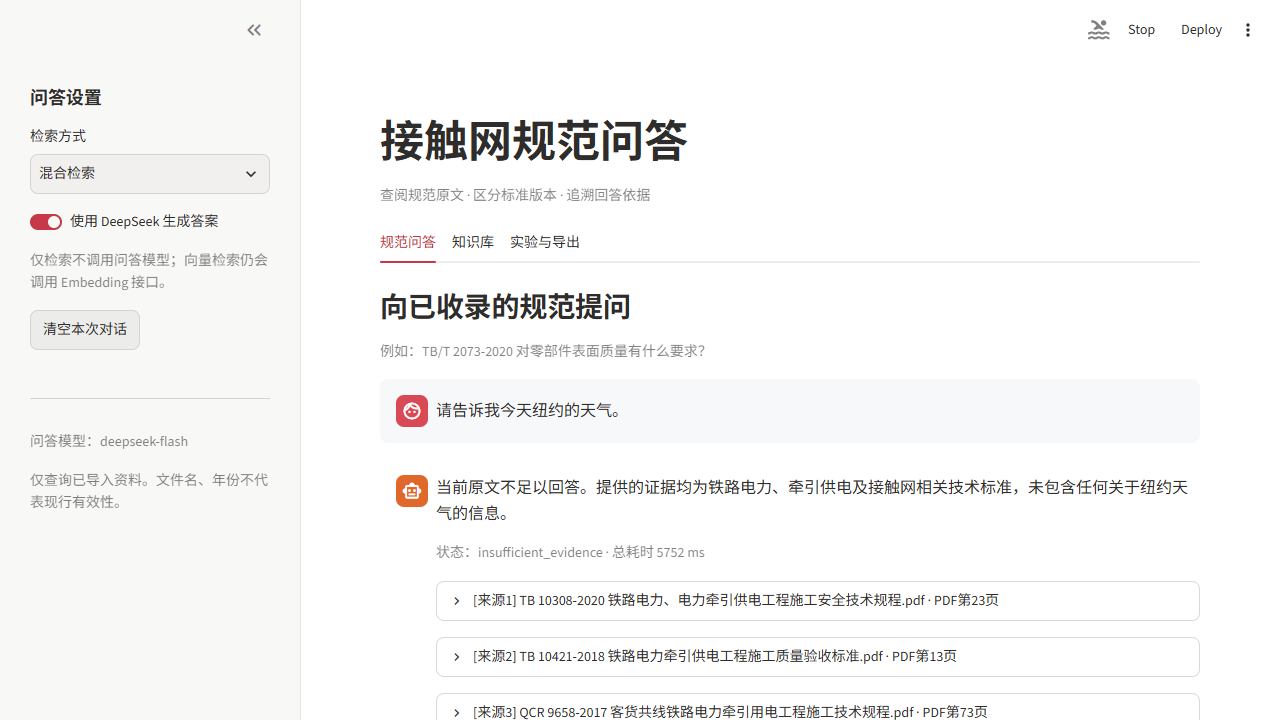 Stop
Deploy
问答设置
检索方式
混合检索
使用 DeepSeek 生成答案
仅检索不调用问答模型；向量检索仍会
调用 Embedding 接口。
清空本次对话
问答模型：deepseek-flash
仅查询已导入资料。文件名、年份不代
表现行有效性。
接触网规范问答
查阅规范原文 · 区分标准版本 · 追溯回答依据
规范问答
知识库
实验与导出
向已收录的规范提问
例如：TB/T 2073-2020 对零部件表面质量有什么要求？
请告诉我今天纽约的天气。
当前原文不足以回答。提供的证据均为铁路电力、牵引供电及接触网相关技术标准，未包含任何关于纽约天
气的信息。
状态：insufficient_evidence · 总耗时 5752 ms
[来源1] TB 10308-2020 铁路电力、电力牵引供电工程施工安全技术规程.pdf · PDF第23页
[来源2] TB 10421-2018 铁路电力牵引供电工程施工质量验收标准.pdf · PDF第13页
[来源3] QCR 9658-2017 客货共线铁路电力牵引用电工程施工技术规程.pdf · PDF第73页